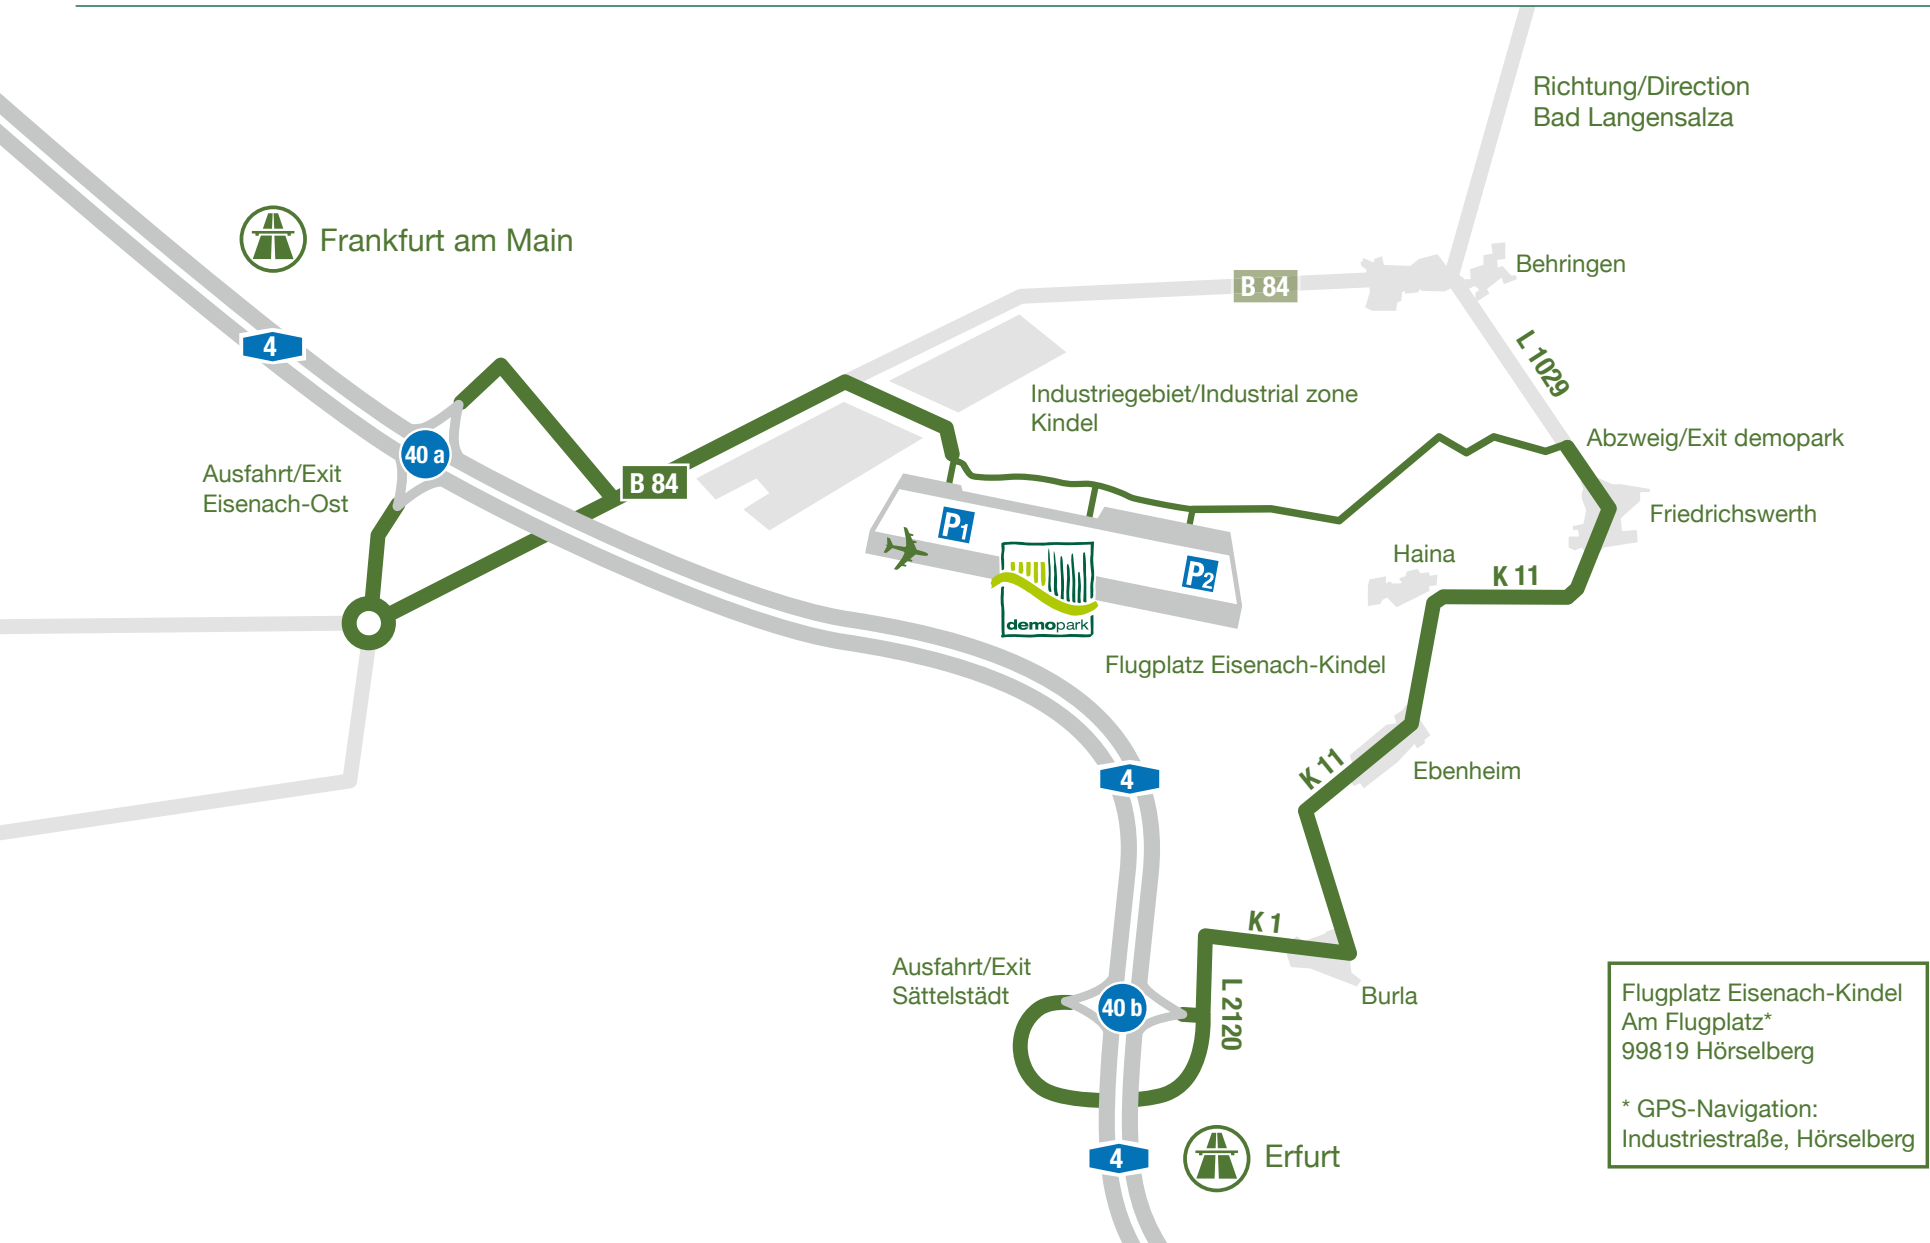 Richtung/Direction
Bad Langensalza
Frankfurt am Main
Behringen
B 84
4
L 1029
Industriegebiet/Industrial zone
Kindel
Abzweig/Exit demopark
40 a
Ausfahrt/Exit
Eisenach-Ost
B 84
Friedrichswerth
P1
Haina
K 11
P2
demopark
Flugplatz Eisenach-Kindel
K 11
Ebenheim
4
K 1
Ausfahrt/Exit
Sättelstädt
Burla
40 b
L 2120
Flugplatz Eisenach-Kindel
Am Flugplatz*
99819 Hörselberg
* GPS-Navigation:
Industriestraße, Hörselberg
4
Erfurt